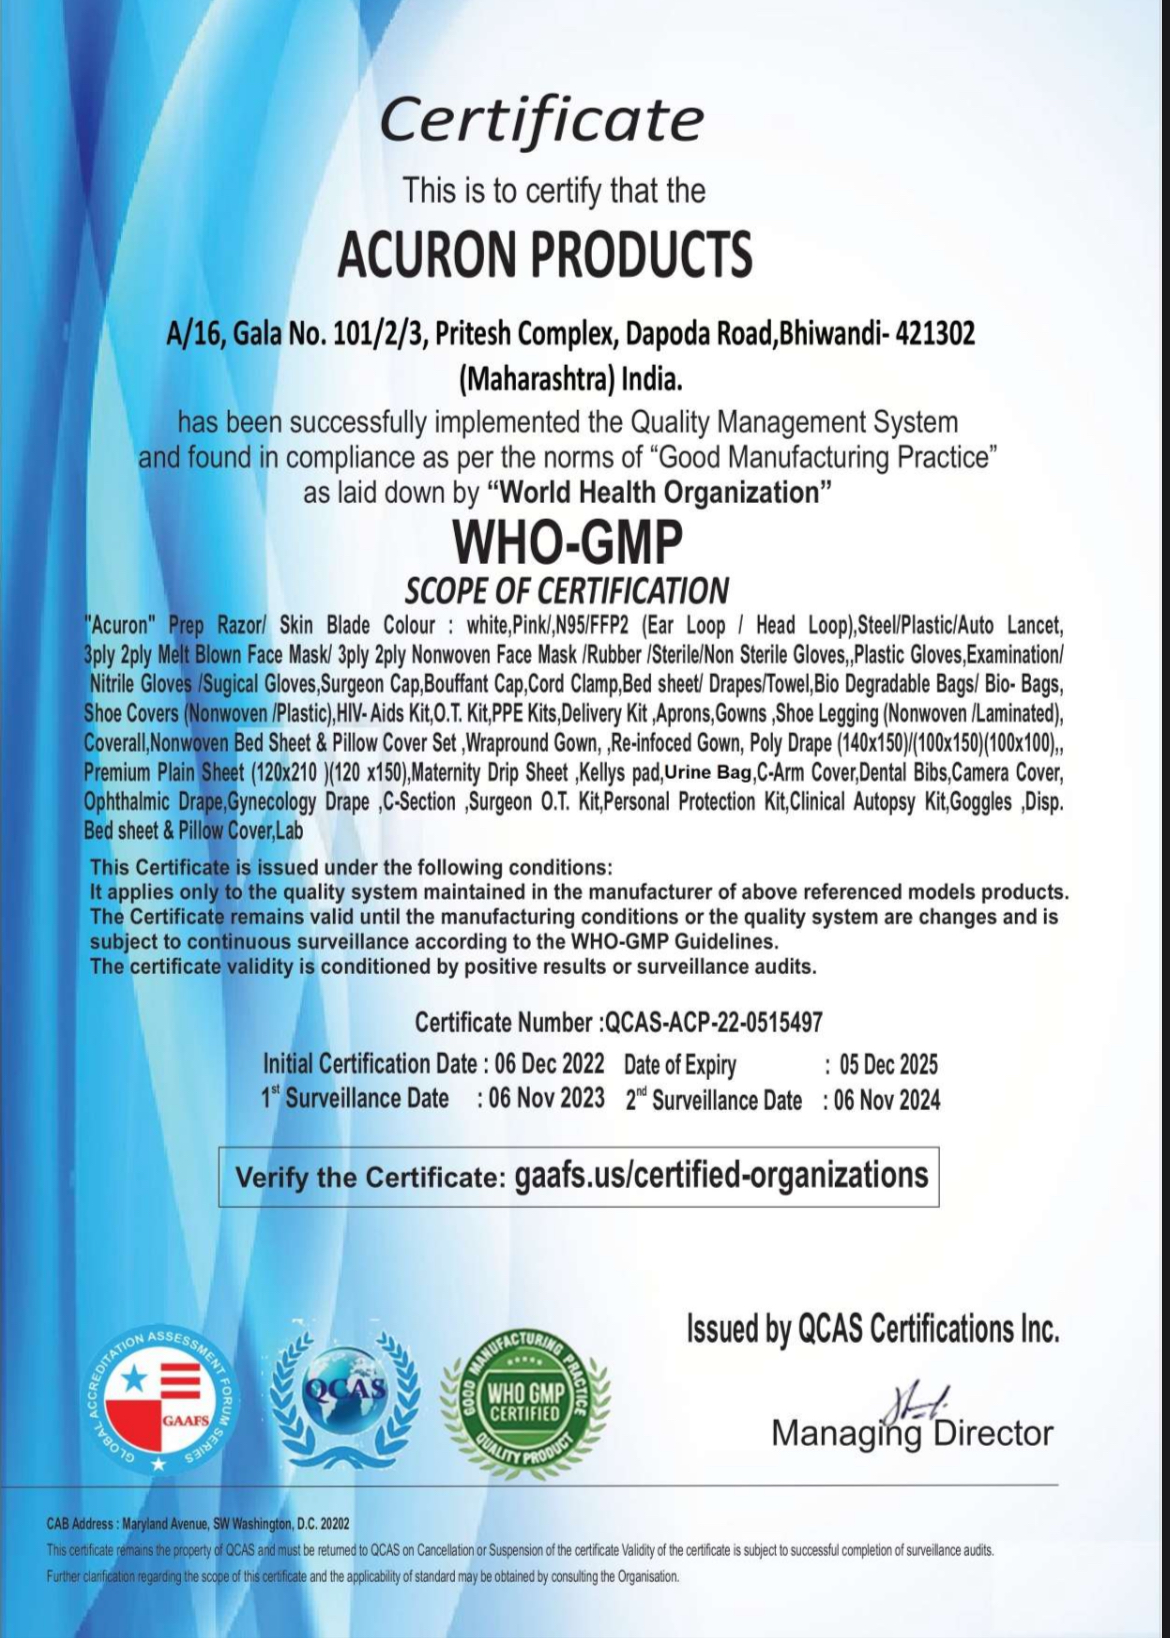 Certificate
This is to certify that the
ACURON PRODUCTS
A/16, Gala No. 101/2/3, Pritesh Complex, Dapoda Road,Bhiwandi- 421302
(Maharashtra) India.
has been successfully implemented the Quality Management System
and found in compliance as per the norms of “Good Manufacturing Practice”
as laid down by “World Health Organization”
WHO-GMP
SCOPE OF CERTIFICATION
"Acuron" Prep Razor/ Skin Blade Colour : white,Pink/,N95/FFP2 (Ear Loop / Head Loop),Steel/Plastic/Auto Lancet,
3ply 2ply Melt Blown Face Mask/ 3ply 2ply Nonwoven Face Mask /Rubber /Sterile/Non Sterile Gloves,,Plastic Gloves,Examination/
Nitrile Gloves /Sugical Gloves,Surgeon Cap,Bouffant Cap,Cord Clamp,Bed sheet/ Drapes/Towel,Bio Degradable Bags/ Bio- Bags,
Shoe Covers (Nonwoven /Plastic),HIV- Aids Kit,O.T. Kit,PPE Kits,Delivery Kit ,Aprons,Gowns ,Shoe Legging (Nonwoven /Laminated),
Coverall,Nonwoven Bed Sheet & Pillow Cover Set ,Wrapround Gown, ,Re-infoced Gown, Poly Drape (140x150)/(100x150)(100x100),,
Premium Plain Sheet (120x210 )(120 x150),Maternity Drip Sheet ,Kellys pad,Urine Bag,C-Arm Cover,Dental Bibs,Camera Cover,
Ophthalmic Drape,Gynecology Drape ,C-Section ,Surgeon O.T. Kit,Personal Protection Kit,Clinical Autopsy Kit,Goggles ,Disp.
Bed sheet & Pillow Cover,Lab
This Certificate is issued under the following conditions:
It applies only to the quality system maintained in the manufacturer of above referenced models products.
The Certificate remains valid until the manufacturing conditions or the quality system are changes and is
subject to continuous surveillance according to the WHO-GMP Guidelines.
The certificate validity is conditioned by positive results or surveillance audits.
Certificate Number :QCAS-ACP-22-0515497
Initial Certification Date : 06 Dec 2022 Date of Expiry : 05 Dec 2025
1st Surveillance Date : 06 Nov 2023 2nd Surveillance Date : 06 Nov 2024
Verify the Certificate: gaafs.us/certified-organizations
Issued by QCAS Certifications Inc.
Managing Director
GLOBAL ACCREDITATION ASSESSMENT FORUM SERIES
GAAFS
QCAS
GOOD MANUFACTURING PRACTICE
WHO GMP
CERTIFIED
QUALITY PRODUCT
CAB Address : Maryland Avenue, SW Washington, D.C. 20202
This certificate remains the property of QCAS and must be returned to QCAS on Cancellation or Suspension of the certificate Validity of the certificate is subject to successful completion of surveillance audits.
Further clarification regarding the scope of this certificate and the applicability of standard may be obtained by consulting the Organisation.